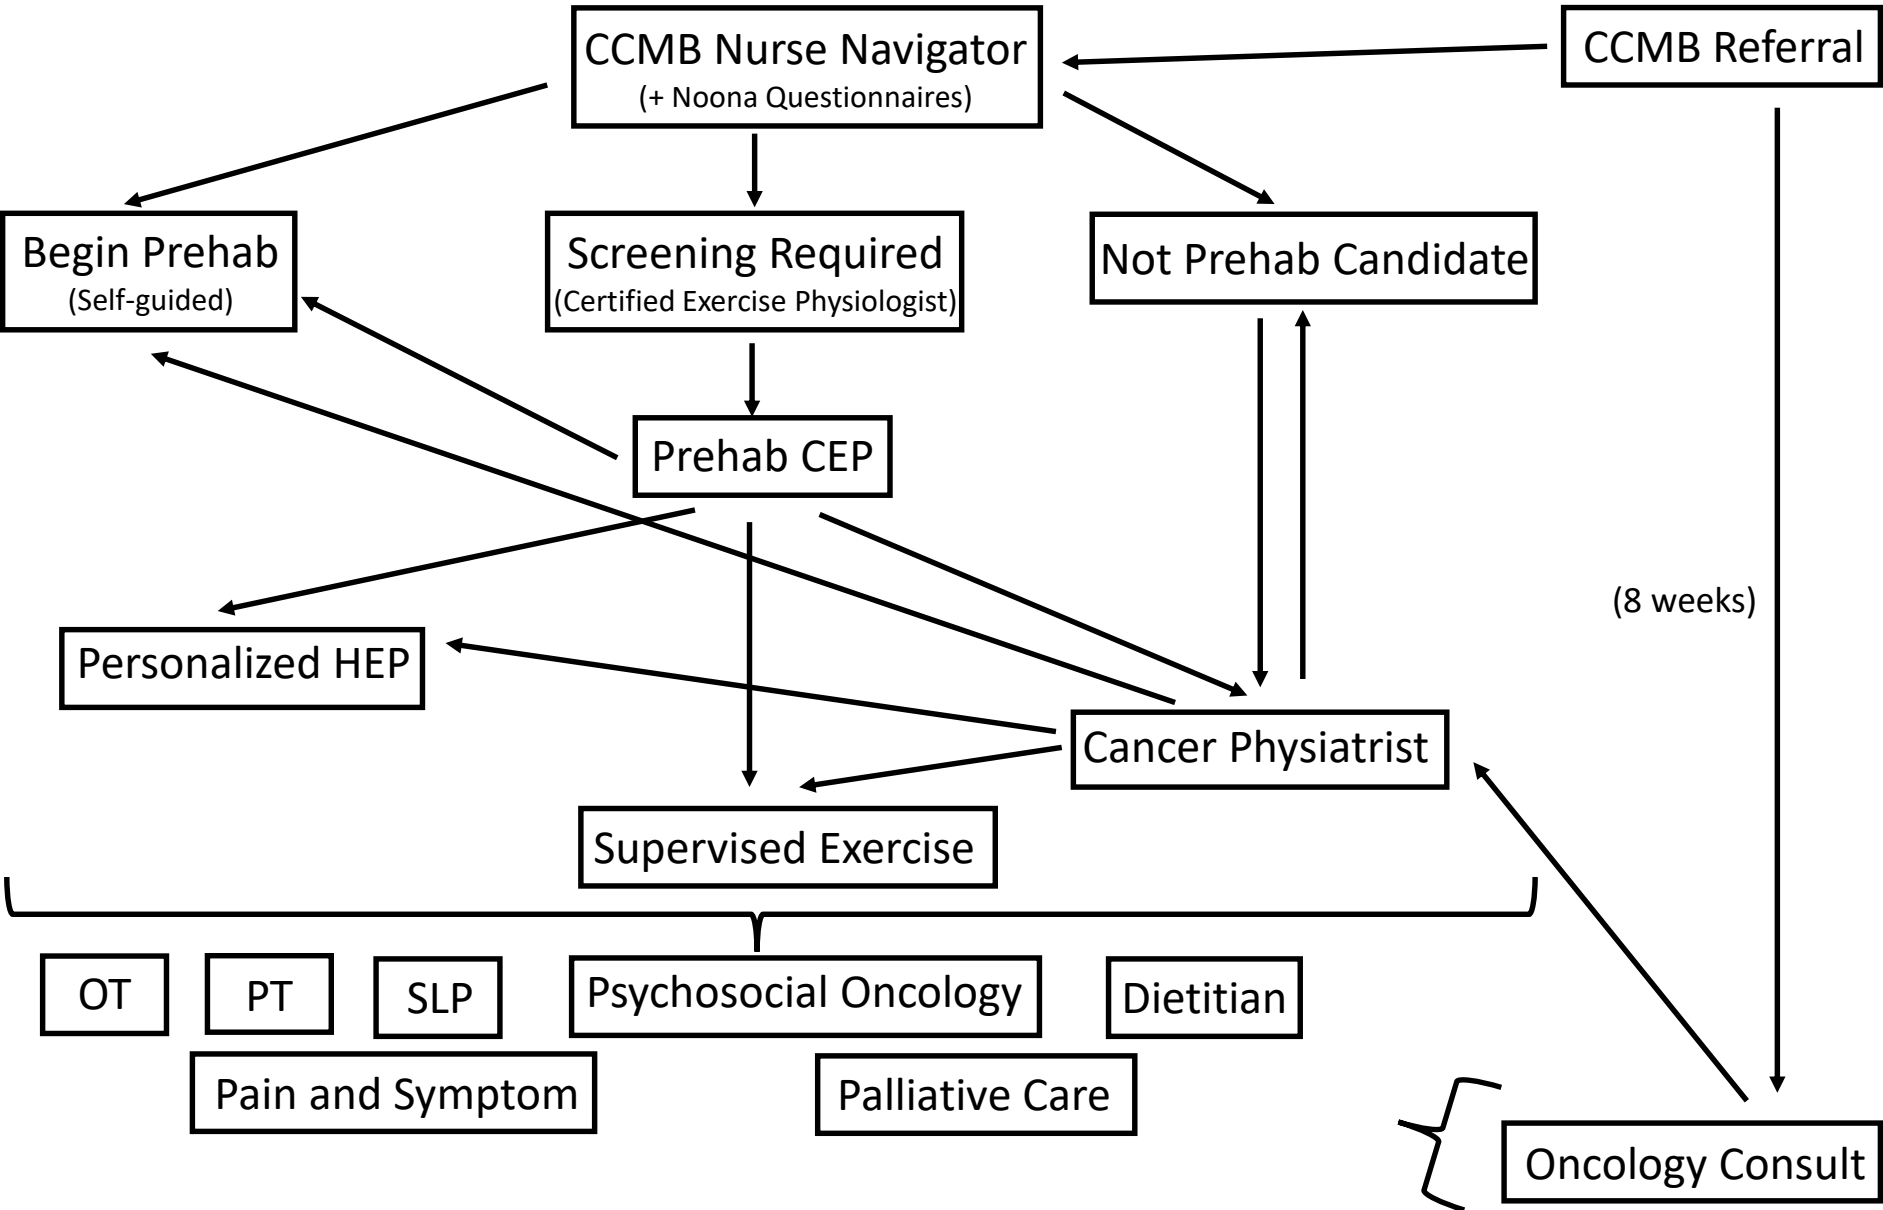 CCMB Nurse Navigator
(+ Noona Questionnaires)
CCMB Referral
Begin Prehab
(Self-guided)
Screening Required
(Certified Exercise Physiologist)
Not Prehab Candidate
Prehab CEP
(8 weeks)
Personalized HEP
Cancer Physiatrist
Supervised Exercise
OT
PT
SLP
Psychosocial Oncology
Dietitian
Pain and Symptom
Palliative Care
Oncology Consult